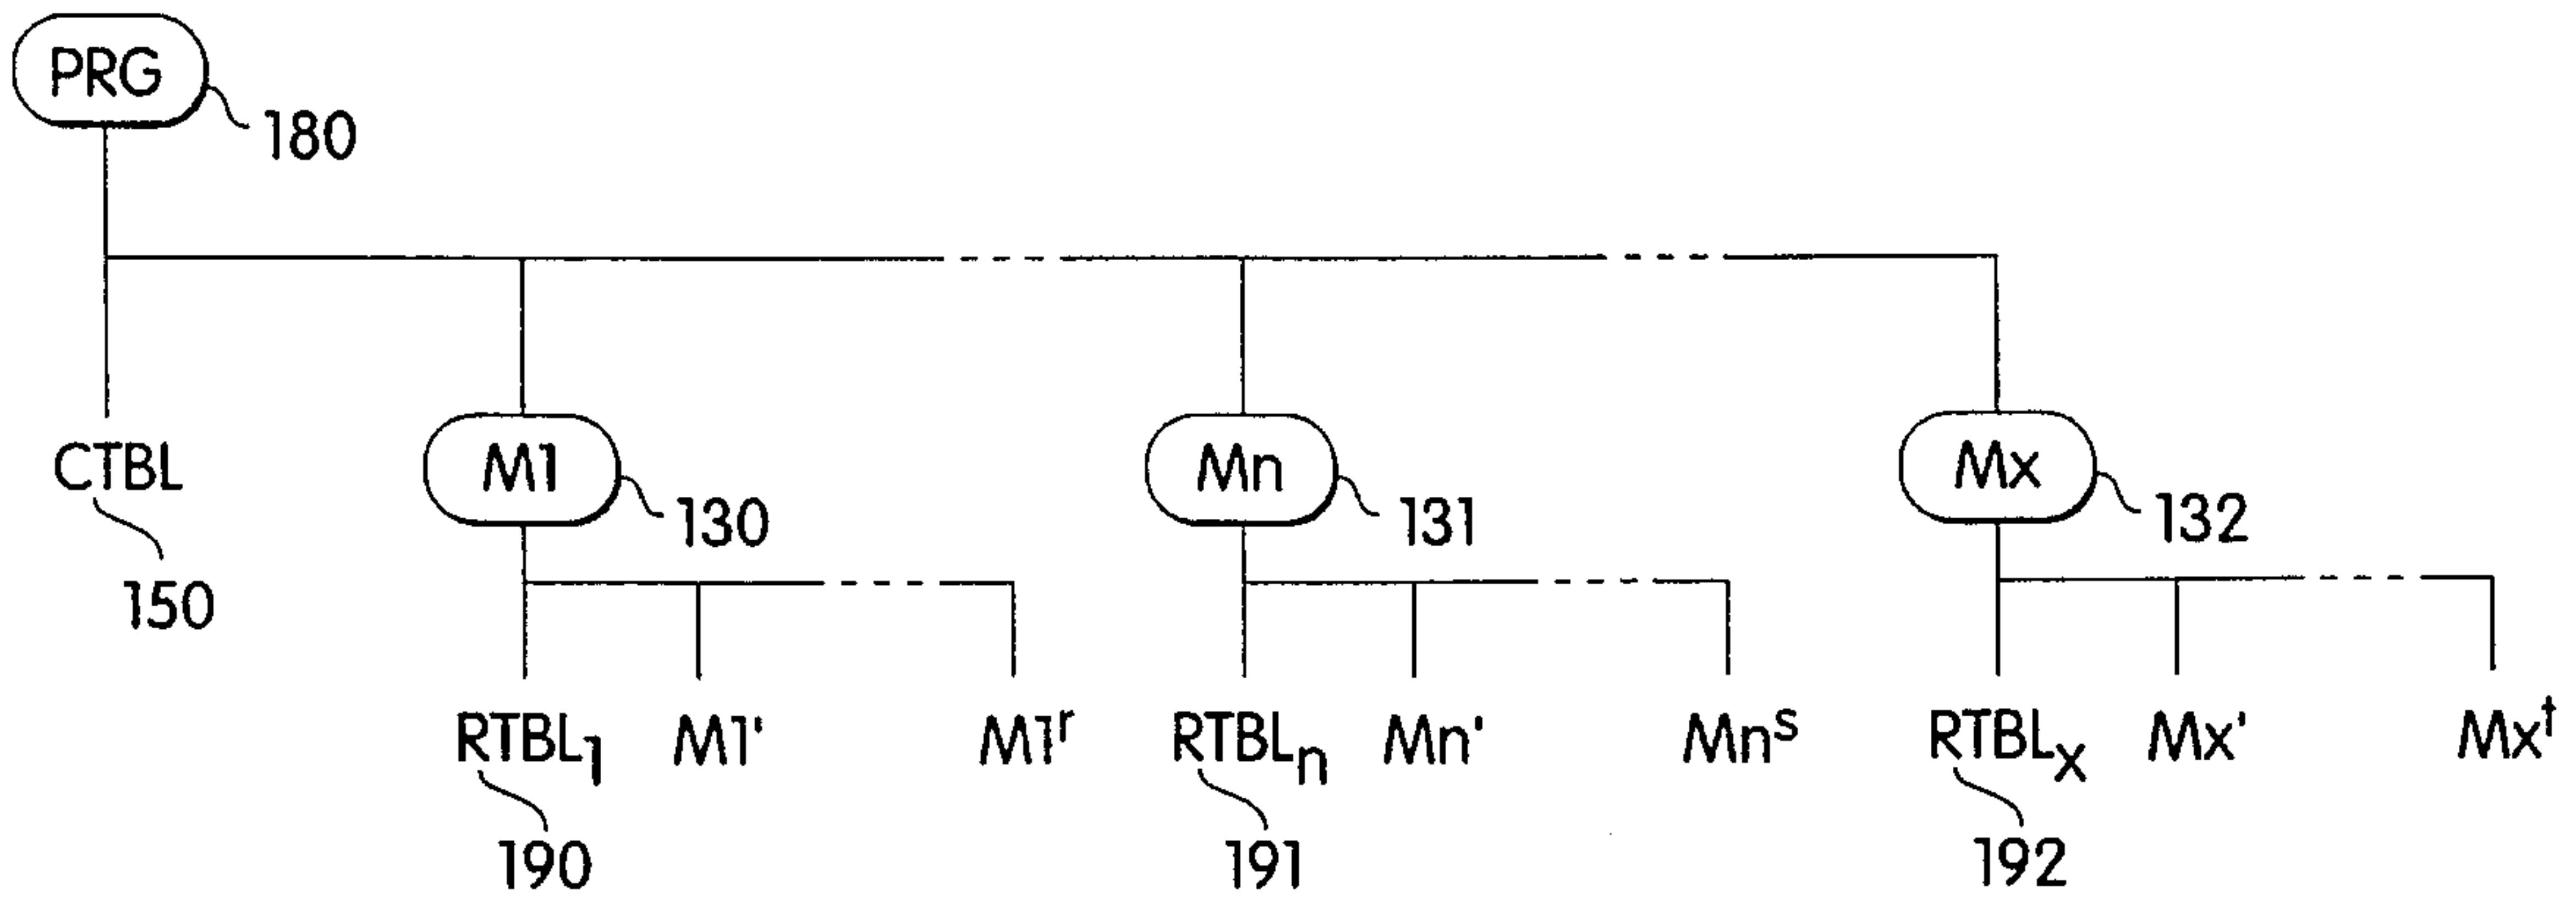 PRG
180
CTBL
150
M1
130
Mn
131
Mx
132
RTBL₁ M1' M1ʳ
RTBLₙ Mn' Mnˢ
RTBLₓ Mx' Mxᵗ
190
191
192